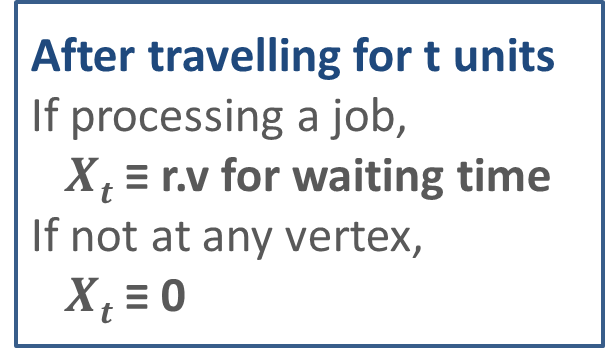 After travelling for t units
If processing a job,
X_t ≡ r.v for waiting time
If not at any vertex,
X_t ≡ 0